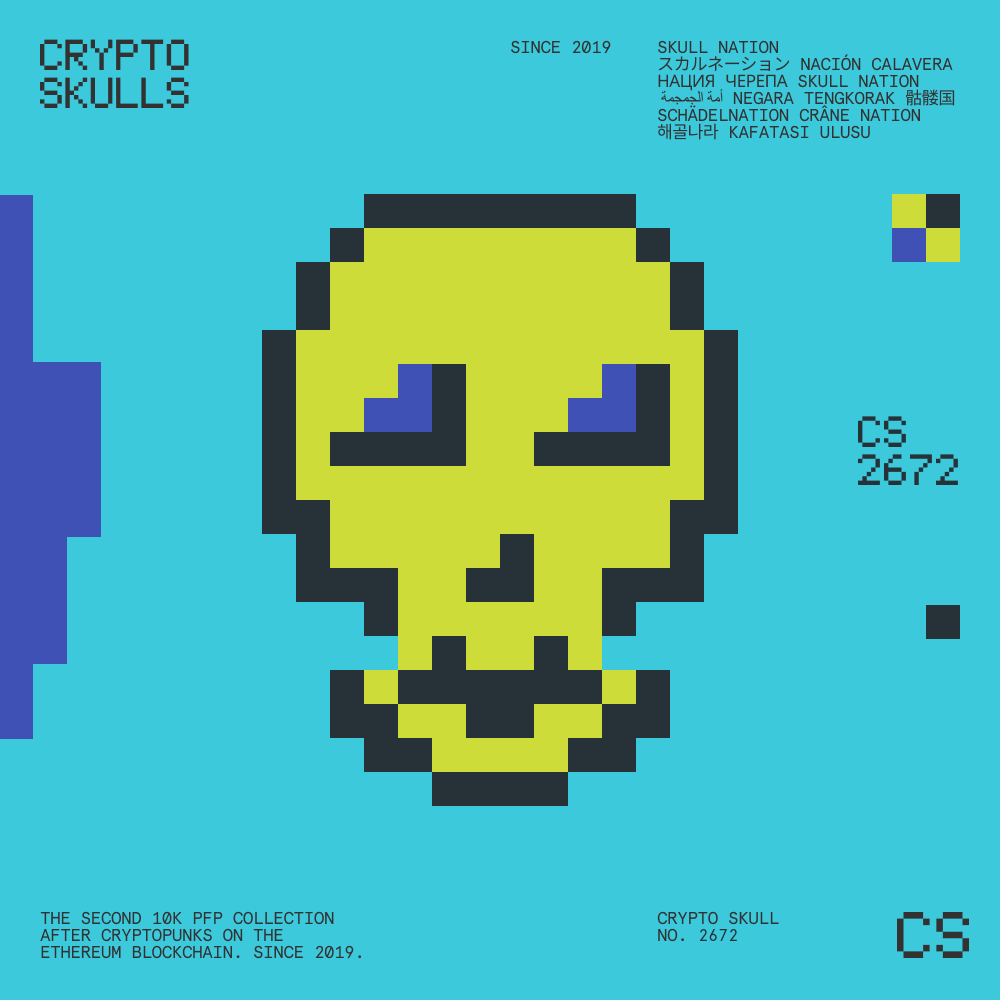 CRYPTO
SKULLS
SINCE 2019
SKULL NATION
スカルネーション NACIÓN CALAVERA
НАЦИЯ ЧЕРЕПА SKULL NATION
أمة الجمجمة NEGARA TENGKORAK 骷髅国
SCHÄDELNATION CRÂNE NATION
해골나라 KAFATASI ULUSU
CS
2672
THE SECOND 10K PFP COLLECTION
AFTER CRYPTOPUNKS ON THE
ETHEREUM BLOCKCHAIN. SINCE 2019.
CRYPTO SKULL
NO. 2672
CS